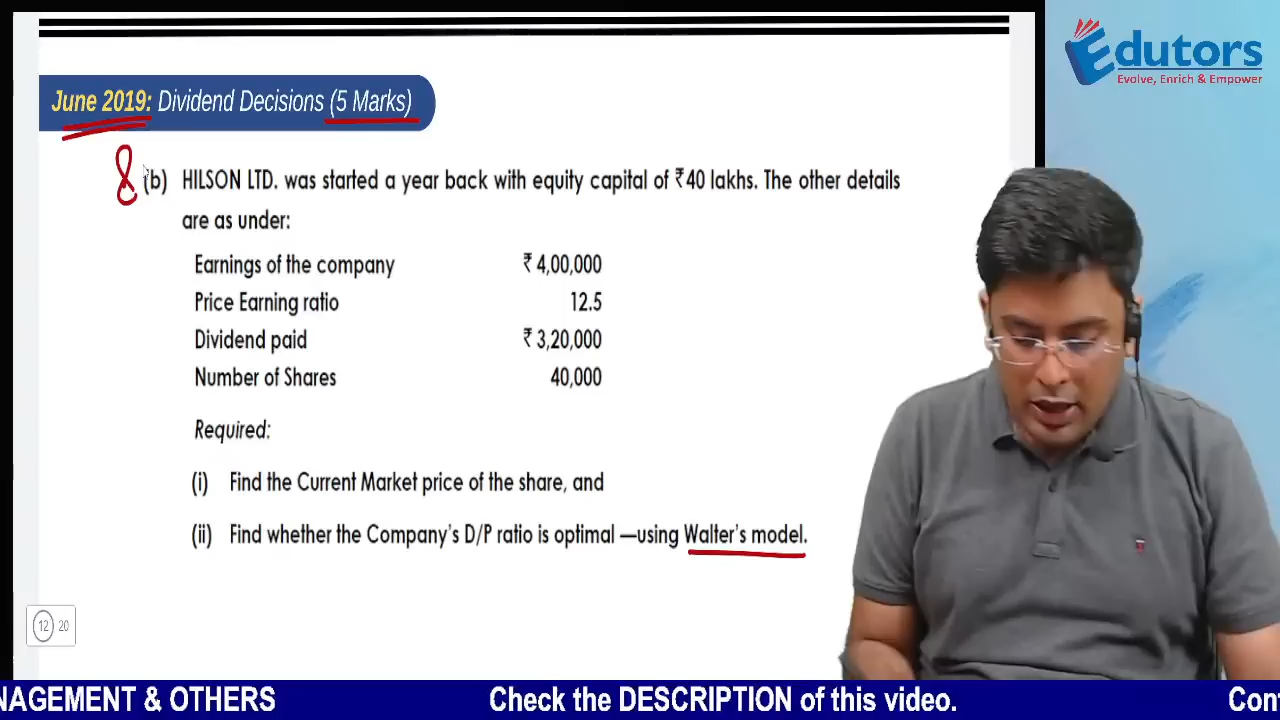 Edutors
Evolve, Enrich & Empower
June 2019: Dividend Decisions (5 Marks)
8 (b) HILSON LTD. was started a year back with equity capital of ₹40 lakhs. The other details
are as under:
Earnings of the company ₹ 4,00,000
Price Earning ratio 12.5
Dividend paid ₹ 3,20,000
Number of Shares 40,000
Required:
(i) Find the Current Market price of the share, and
(ii) Find whether the Company's D/P ratio is optimal —using Walter's model.
12 20
NAGEMENT & OTHERS Check the DESCRIPTION of this video. Con